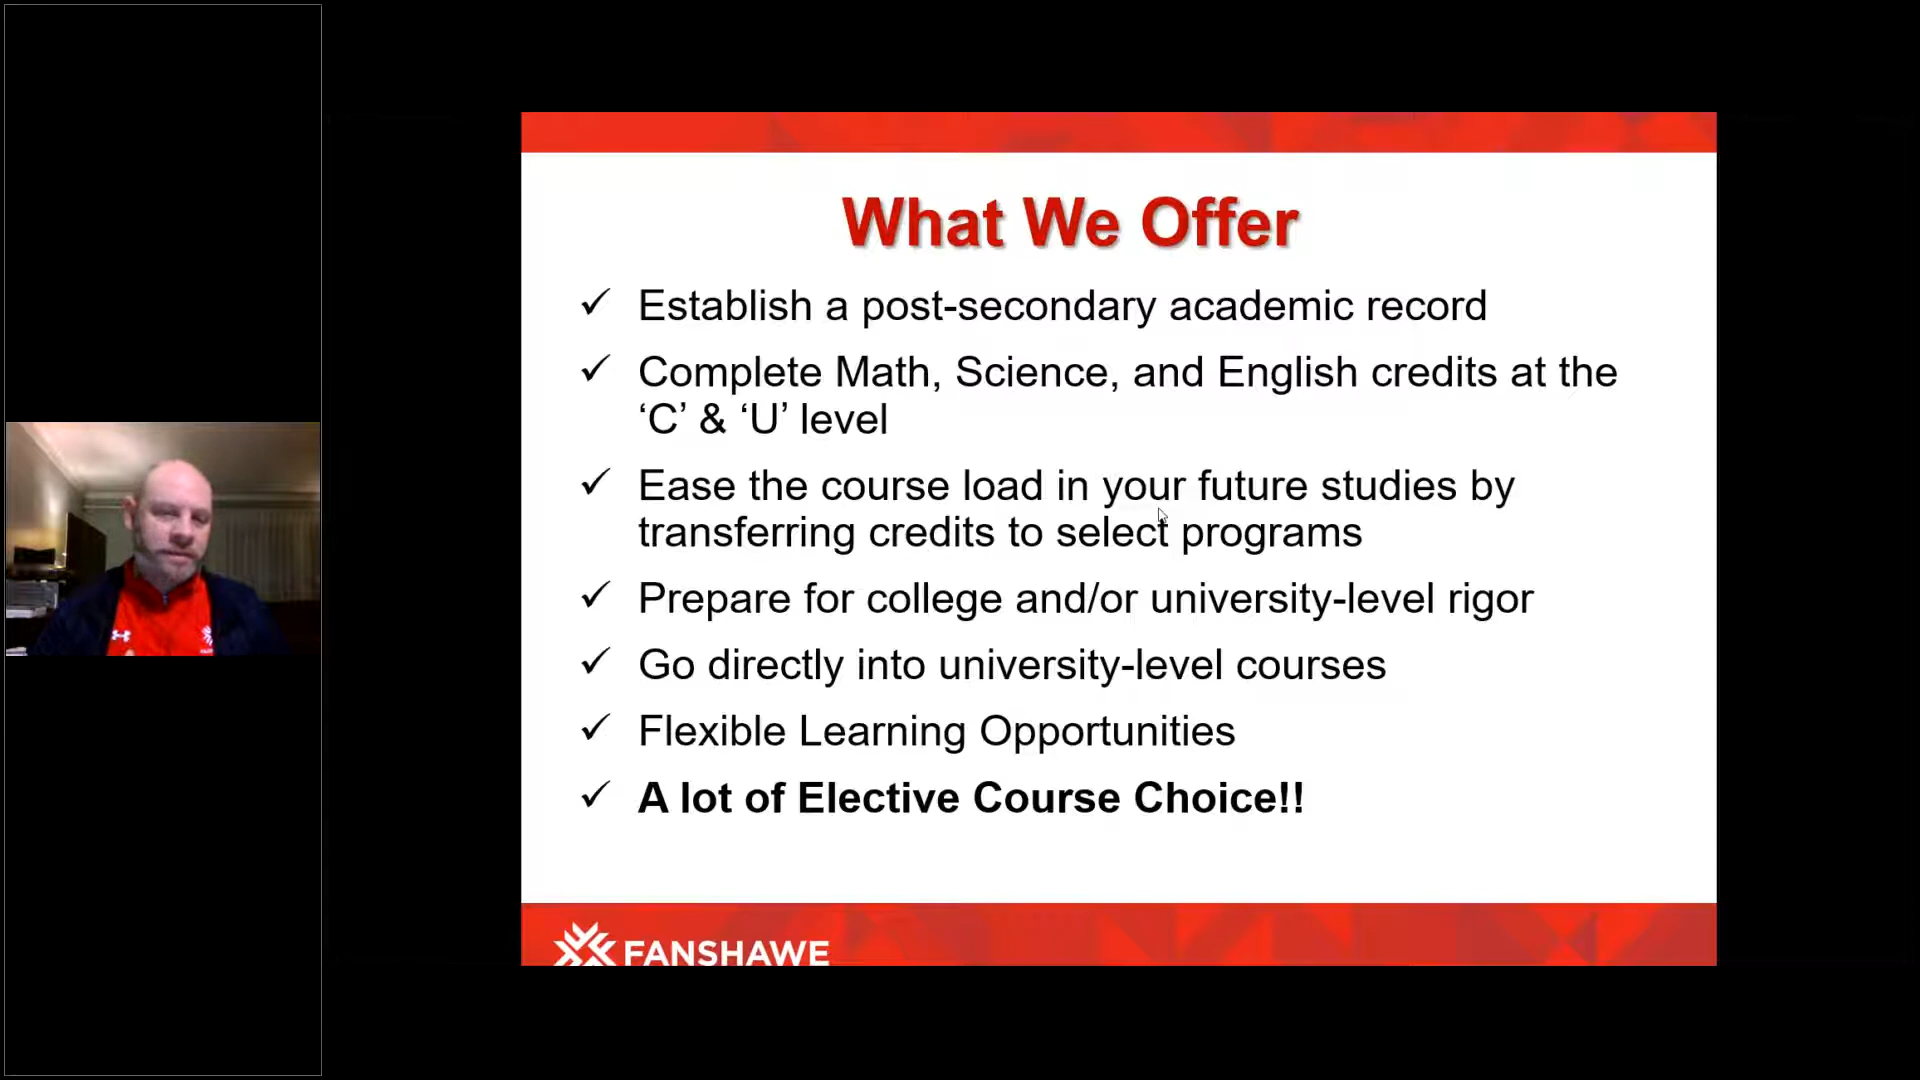 What We Offer
✓ Establish a post-secondary academic record
✓ Complete Math, Science, and English credits at the
‘C’ & ‘U’ level
✓ Ease the course load in your future studies by
transferring credits to select programs
✓ Prepare for college and/or university-level rigor
✓ Go directly into university-level courses
✓ Flexible Learning Opportunities
✓ A lot of Elective Course Choice!!
FANSHAWE